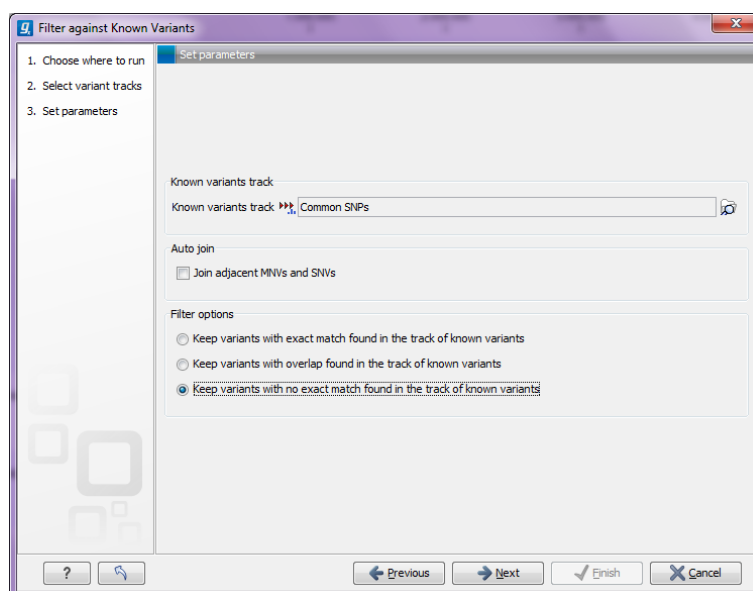 Filter against Known Variants
1. Choose where to run
2. Select variant tracks
3. Set parameters
Set parameters
Known variants track
Known variants track Common SNPs
Auto join
Join adjacent MNVs and SNVs
Filter options
Keep variants with exact match found in the track of known variants
Keep variants with overlap found in the track of known variants
Keep variants with no exact match found in the track of known variants
? Previous Next Finish Cancel